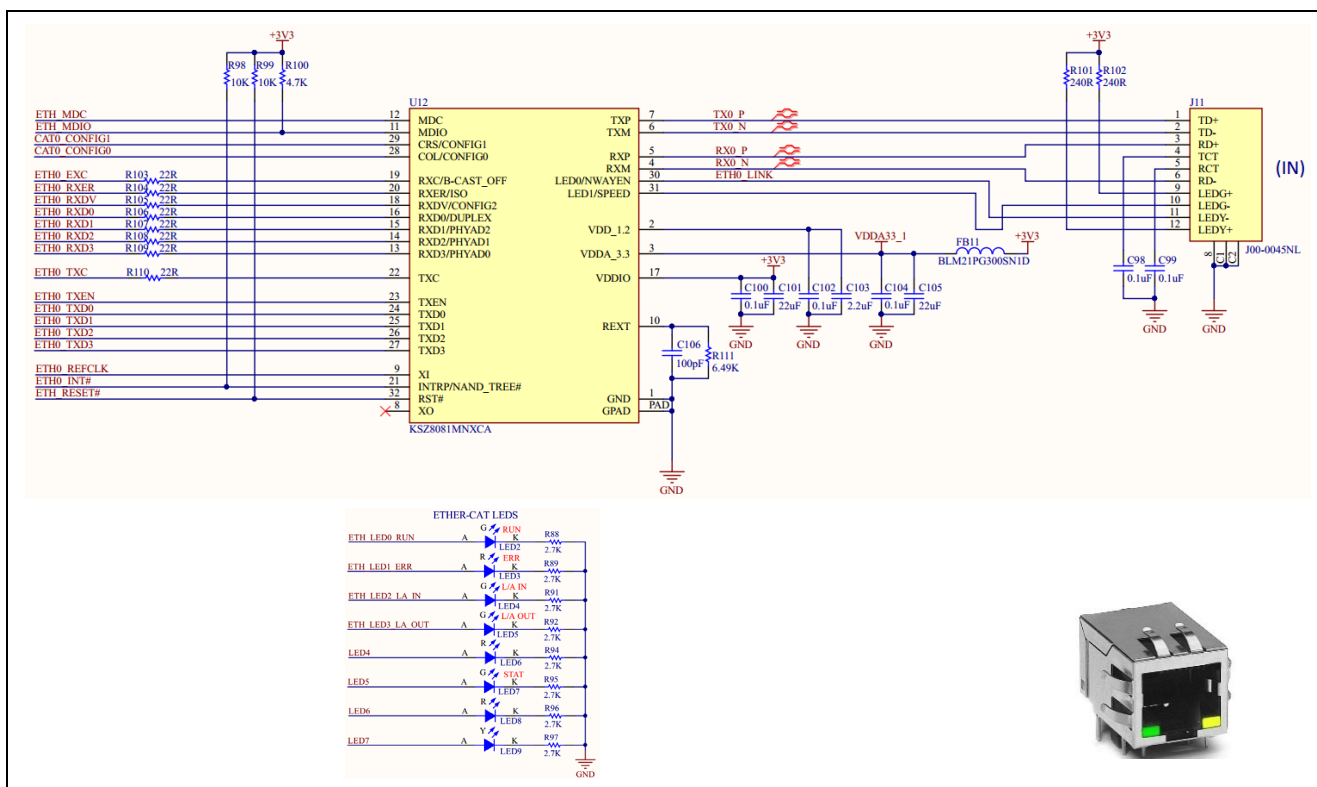 +3V3
R98
10K
R99
10K
R100
4.7K
ETH_MDC
ETH_MDIO
CAT0_CONFIG1
CAT0_CONFIG0
ETH0_EXC R103 22R
ETH0_RXER R104 22R
ETH0_RXDV R105 22R
ETH0_RXD0 R106 22R
ETH0_RXD1 R107 22R
ETH0_RXD2 R108 22R
ETH0_RXD3 R109 22R
ETH0_TXC R110 22R
ETH0_TXEN
ETH0_TXD0
ETH0_TXD1
ETH0_TXD2
ETH0_TXD3
ETH0_REFCLK
ETH0_INT#
ETH_RESET#
U12
12 MDC
11 MDIO
29 CRS/CONFIG1
28 COL/CONFIG0
19 RXC/B-CAST_OFF
20 RXER/ISO
18 RXDV/CONFIG2
16 RXD0/DUPLEX
15 RXD1/PHYAD2
14 RXD2/PHYAD1
13 RXD3/PHYAD0
22 TXC
23 TXEN
24 TXD0
25 TXD1
26 TXD2
27 TXD3
9 XI
21 INTRP/NAND_TREE#
32 RST#
8 XO
KSZ8081MNXCA
TXP 7 TX0_P
TXM 6 TX0_N
RXP 5 RX0_P
RXM 4 RX0_N
LED0/NWAYEN 30 ETH0_LINK
LED1/SPEED 31
VDD_1.2 2
VDDA_3.3 3
VDDIO 17
REXT 10
GND 1
GPAD PAD
VDDA33_1
FB11
BLM21PG300SN1D
+3V3
+3V3
C100
0.1uF
C101
22uF
C102
0.1uF
C103
2.2uF
C104
0.1uF
C105
22uF
GND
GND
GND
C106
100pF
R111
6.49K
GND
+3V3
R101
240R
R102
240R
J11
1 TD+
2 TD-
3 RD+
4 TCT
5 RCT
6 RD-
9 LEDG+
10 LEDG-
11 LEDY-
12 LEDY+
8
C1
C2
J00-0045NL
(IN)
C98
0.1uF
C99
0.1uF
GND
GND
ETHER-CAT LEDS
ETH_LED0_RUN A G RUN K LED2 R88 2.7K
ETH_LED1_ERR A R ERR K LED3 R89 2.7K
ETH_LED2_LA_IN A G L/A IN K LED4 R91 2.7K
ETH_LED3_LA_OUT A G L/A OUT K LED5 R92 2.7K
LED4 A R K LED6 R94 2.7K
LED5 A G STAT K LED7 R95 2.7K
LED6 A R K LED8 R96 2.7K
LED7 A Y K LED9 R97 2.7K
GND